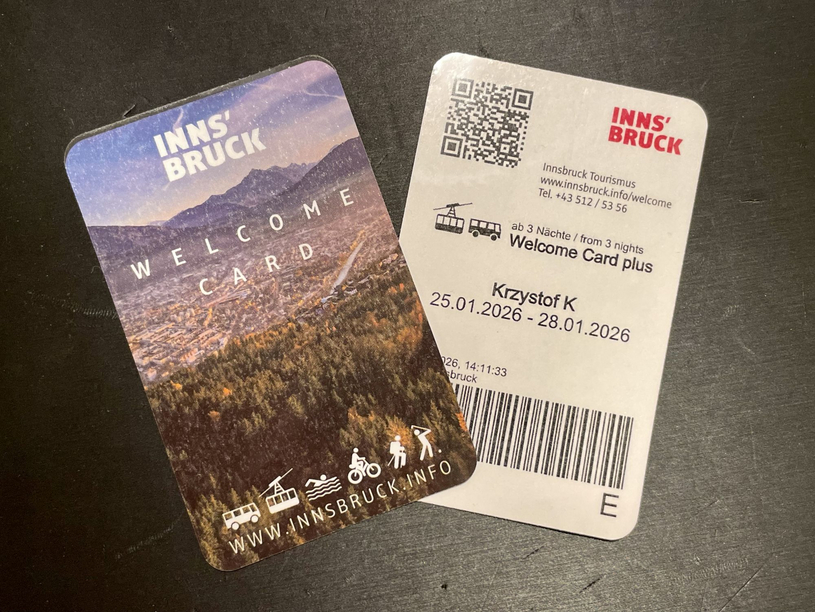 INNS'
BRUCK
WELCOME
CARD
WWW.INNSBRUCK.INFO
INNS'
BRUCK
Innsbruck Tourismus
www.innsbruck.info/welcome
Tel. +43 512 / 53 56
ab 3 Nächte / from 3 nights
Welcome Card plus
Krzystof K
25.01.2026 - 28.01.2026
026, 14:11:33
sbruck
E